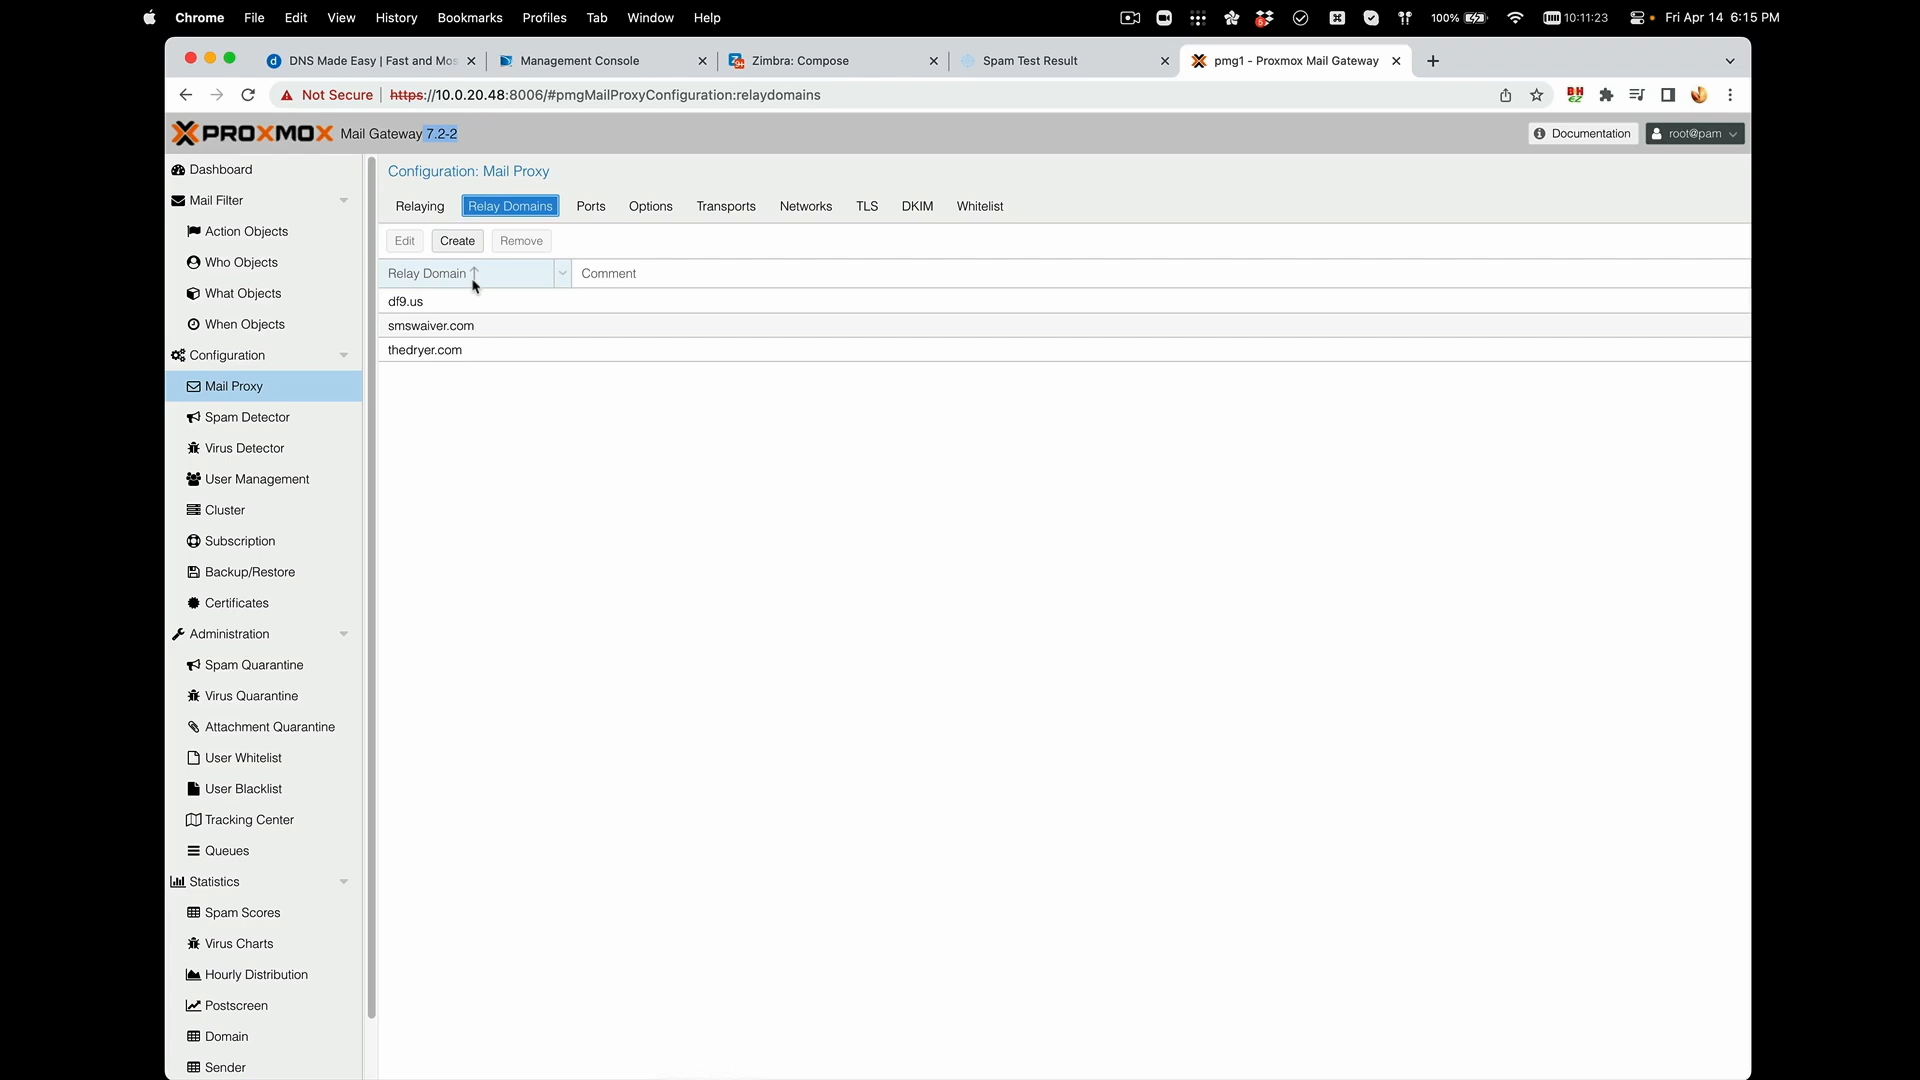 Chrome File Edit View History Bookmarks Profiles Tab Window Help 100% 10:11:23 Fri Apr 14 6:15 PM
DNS Made Easy | Fast and Mos Management Console Zimbra: Compose Spam Test Result pmg1 - Proxmox Mail Gateway
Not Secure | https://10.0.20.48:8006/#pmgMailProxyConfiguration:relaydomains
PROXMOX Mail Gateway 7.2-2 Documentation root@pam
Dashboard
Mail Filter
Action Objects
Who Objects
What Objects
When Objects
Configuration
Mail Proxy
Spam Detector
Virus Detector
User Management
Cluster
Subscription
Backup/Restore
Certificates
Administration
Spam Quarantine
Virus Quarantine
Attachment Quarantine
User Whitelist
User Blacklist
Tracking Center
Queues
Statistics
Spam Scores
Virus Charts
Hourly Distribution
Postscreen
Domain
Sender
Configuration: Mail Proxy
Relaying Relay Domains Ports Options Transports Networks TLS DKIM Whitelist
Edit Create Remove
Relay Domain Comment
df9.us
smswaiver.com
thedryer.com